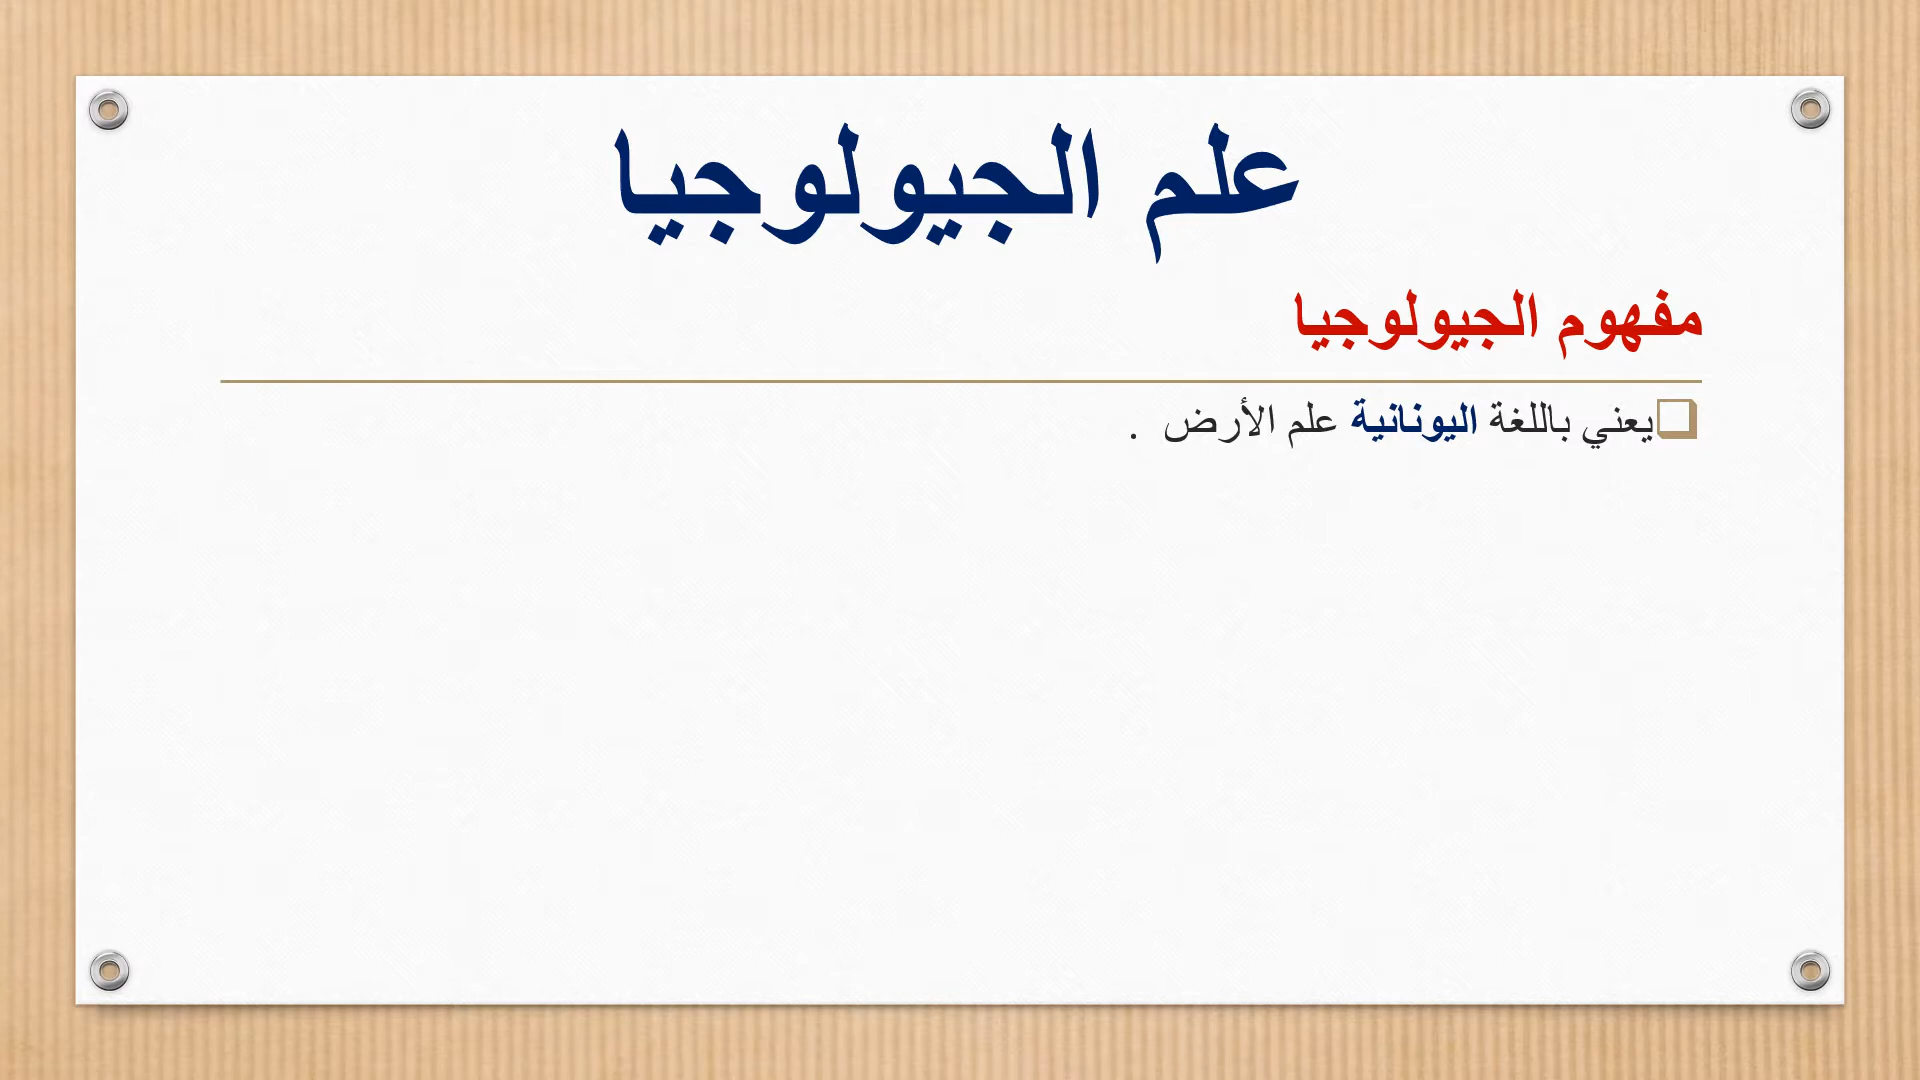 علم الجيولوجيا
مفهوم الجيولوجيا
يعني باللغة اليونانية علم الأرض .